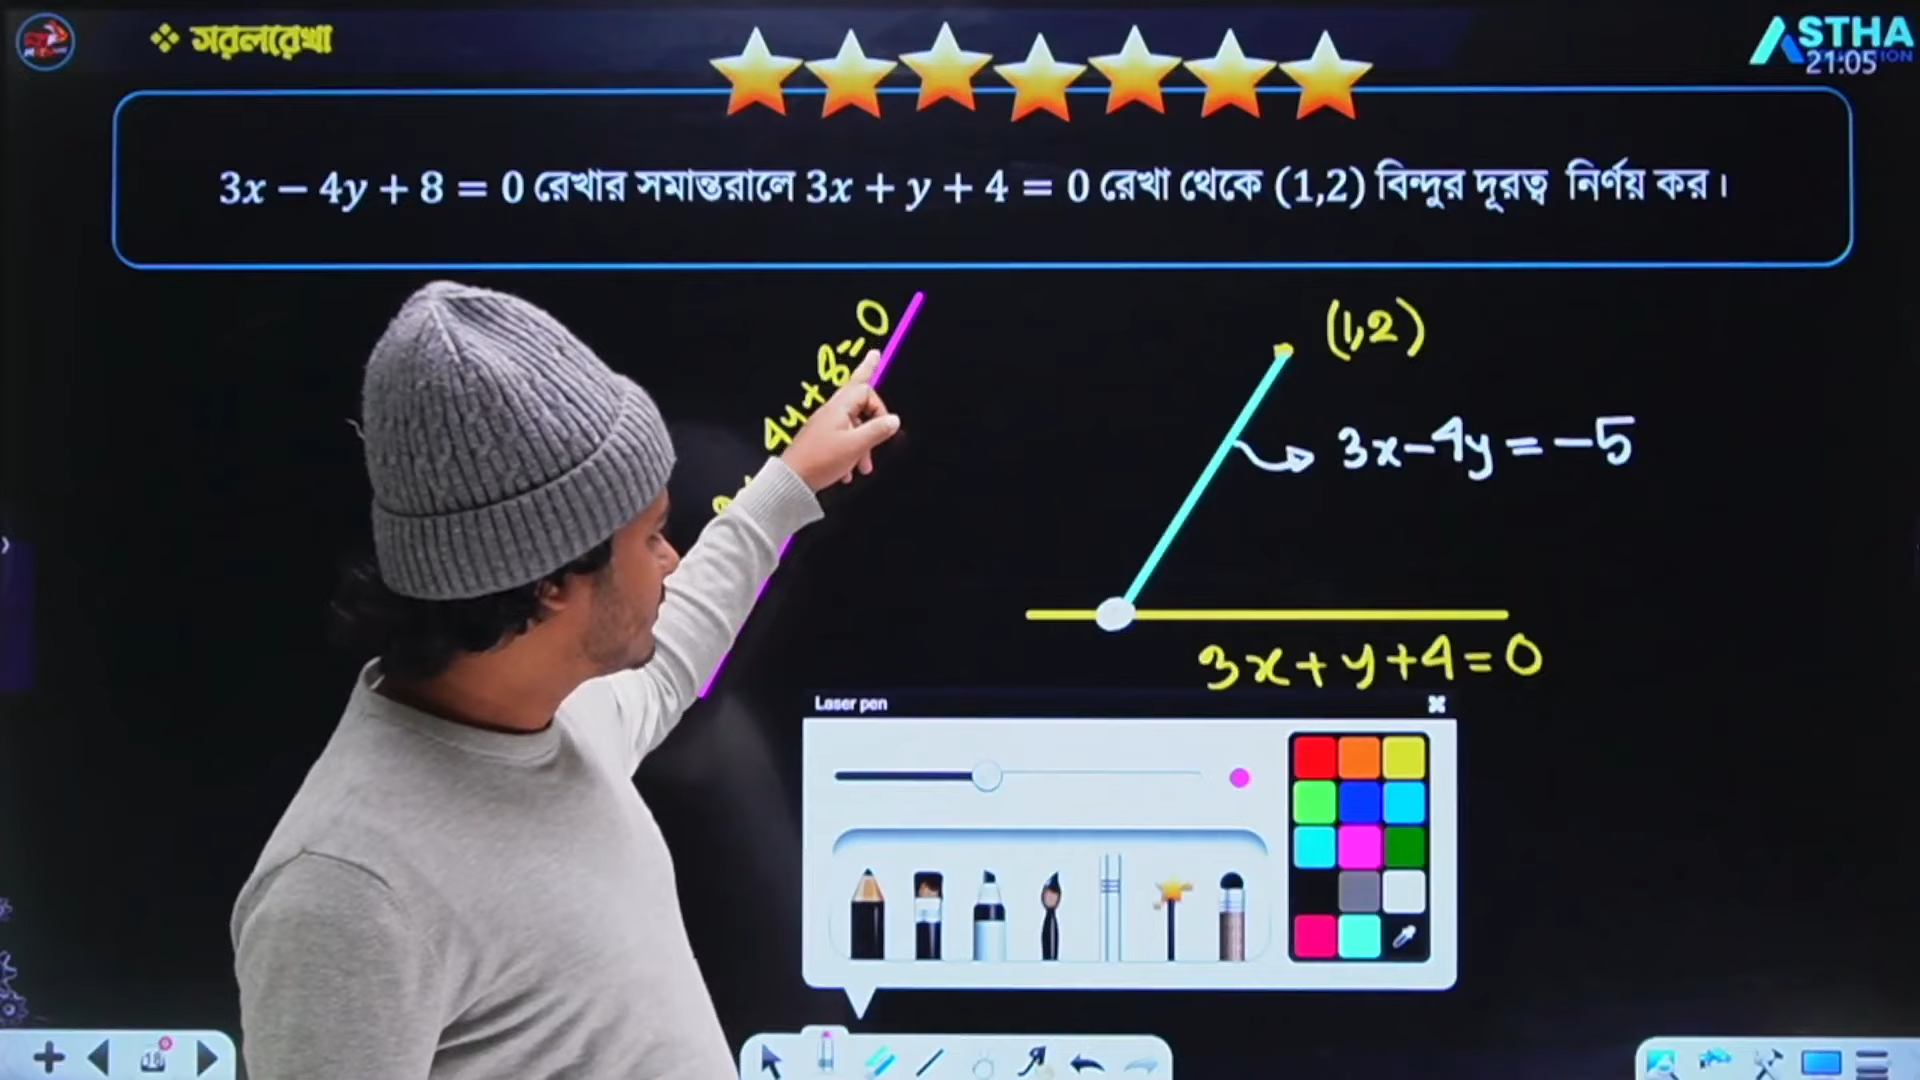 ❖ সরলরেখা
ASTHA
21:05
3x − 4y + 8 = 0 রেখার সমান্তরালে 3x + y + 4 = 0 রেখা থেকে (1,2) বিন্দুর দূরত্ব নির্ণয় কর।
4y+8=0
(1,2)
3x-4y=-5
3x+y+4=0
Laser pen